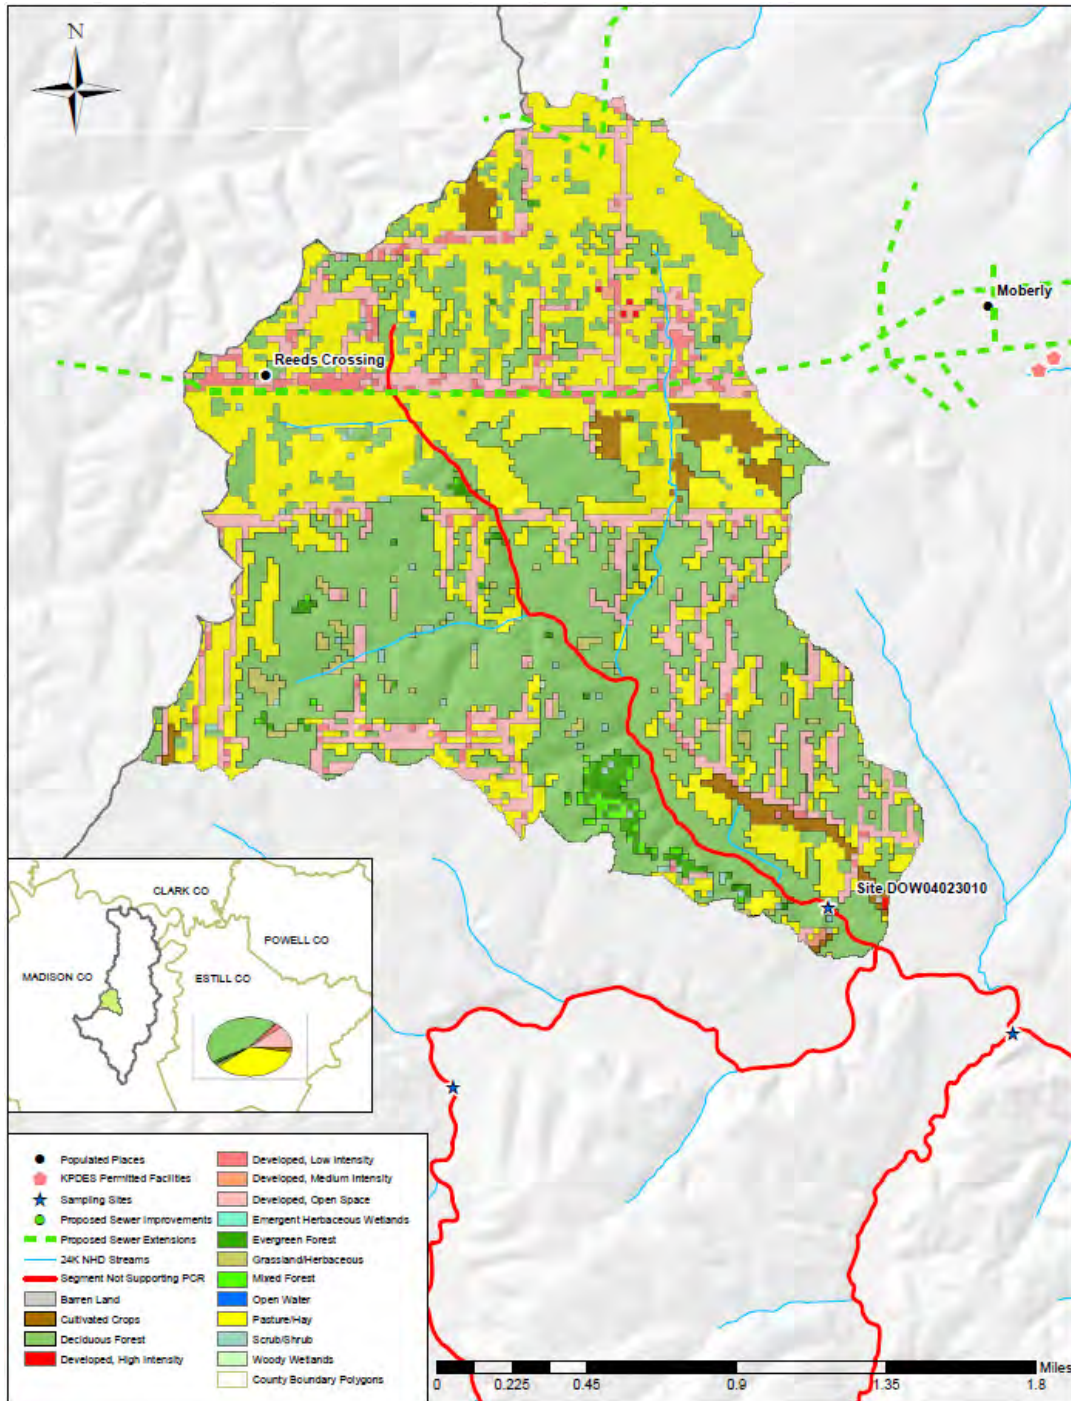 N
Moberly
Reeds Crossing
Site DOW04023010
CLARK CO
POWELL CO
MADISON CO
ESTILL CO
Populated Places
KPDES Permitted Facilities
Sampling Sites
Proposed Sewer Improvements
Proposed Sewer Extensions
24K NHD Streams
Segment Not Supporting PCR
Barren Land
Cultivated Crops
Deciduous Forest
Developed, High Intensity
Developed, Low Intensity
Developed, Medium Intensity
Developed, Open Space
Emergent Herbaceous Wetlands
Evergreen Forest
Grassland/Herbaceous
Mixed Forest
Open Water
Pasture/Hay
Scrub/Shrub
Woody Wetlands
County Boundary Polygons
Miles
0 0.225 0.45 0.9 1.35 1.8